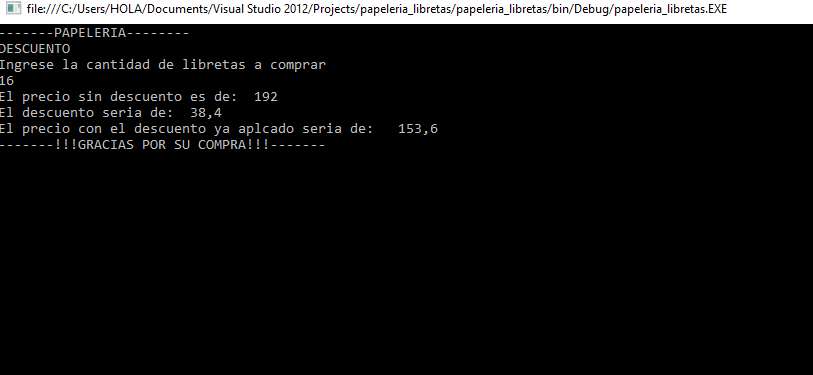 file:///C:/Users/HOLA/Documents/Visual Studio 2012/Projects/papeleria_libretas/papeleria_libretas/bin/Debug/papeleria_libretas.EXE
-------PAPELERIA--------
DESCUENTO
Ingrese la cantidad de libretas a comprar
16
El precio sin descuento es de:  192
El descuento seria de:  38,4
El precio con el descuento ya aplcado seria de:   153,6
-------!!!GRACIAS POR SU COMPRA!!!-------